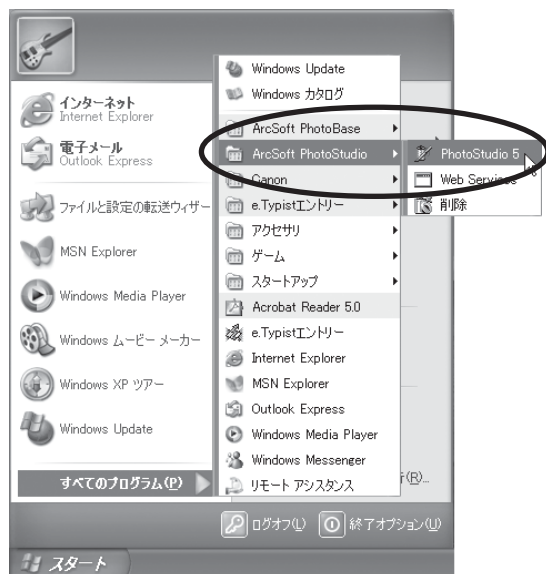 インターネット
Internet Explorer
電子メール
Outlook Express
ファイルと設定の転送ウィザー
MSN Explorer
Windows Media Player
Windows ムービー メーカー
Windows XP ツアー
Windows Update
すべてのプログラム(P)
Windows Update
Windows カタログ
ArcSoft PhotoBase
ArcSoft PhotoStudio
Canon
e.Typistエントリー
アクセサリ
ゲーム
スタートアップ
Acrobat Reader 5.0
e.Typistエントリー
Internet Explorer
MSN Explorer
Outlook Express
Windows Media Player
Windows Messenger
リモート アシスタンス
PhotoStudio 5
Web Services
削除
(R)...
ログオフ(L)
終了オプション(U)
スタート